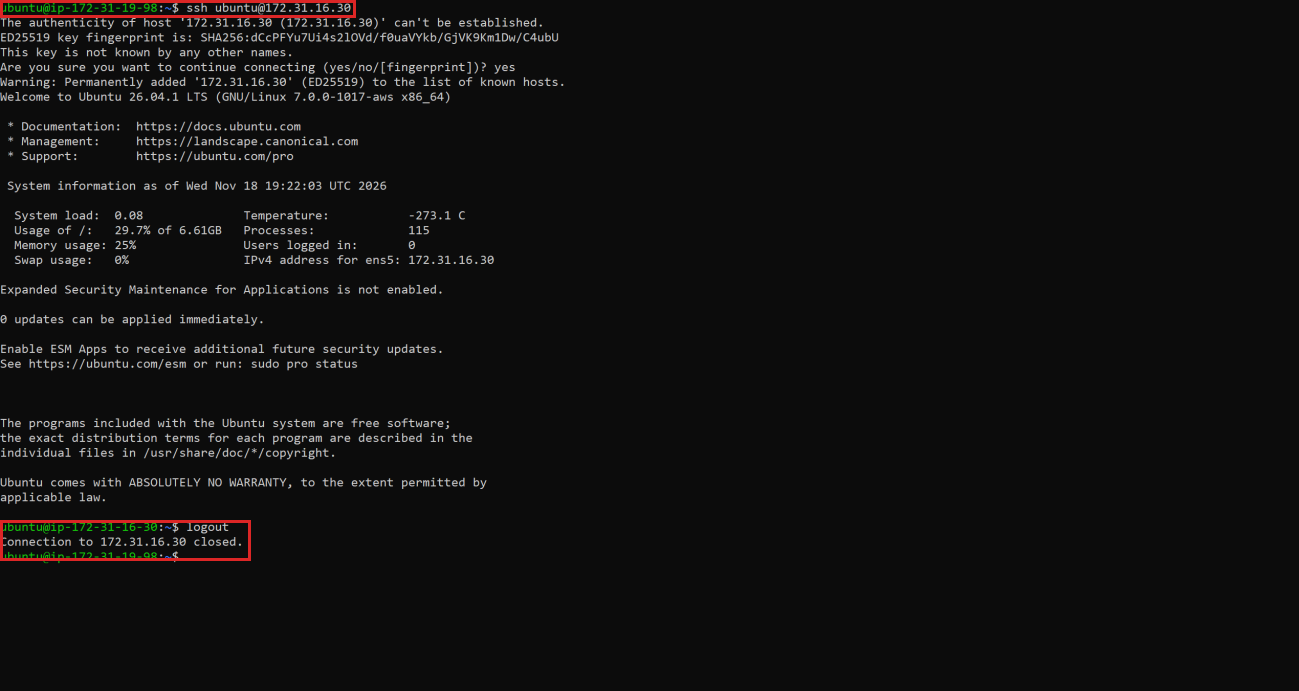 ubuntu@ip-172-31-19-98:~$ ssh ubuntu@172.31.16.30
The authenticity of host '172.31.16.30 (172.31.16.30)' can't be established.
ED25519 key fingerprint is: SHA256:dCcPFYu7Ui4s2lOVd/f0uaVYkb/GjVK9Km1Dw/C4ubU
This key is not known by any other names.
Are you sure you want to continue connecting (yes/no/[fingerprint])? yes
Warning: Permanently added '172.31.16.30' (ED25519) to the list of known hosts.
Welcome to Ubuntu 26.04.1 LTS (GNU/Linux 7.0.0-1017-aws x86_64)

 * Documentation:  https://docs.ubuntu.com
 * Management:     https://landscape.canonical.com
 * Support:        https://ubuntu.com/pro

 System information as of Wed Nov 18 19:22:03 UTC 2026

  System load:  0.08              Temperature:           -273.1 C
  Usage of /:   29.7% of 6.61GB   Processes:             115
  Memory usage: 25%               Users logged in:       0
  Swap usage:   0%                IPv4 address for ens5: 172.31.16.30

Expanded Security Maintenance for Applications is not enabled.

0 updates can be applied immediately.

Enable ESM Apps to receive additional future security updates.
See https://ubuntu.com/esm or run: sudo pro status

The programs included with the Ubuntu system are free software;
the exact distribution terms for each program are described in the
individual files in /usr/share/doc/*/copyright.

Ubuntu comes with ABSOLUTELY NO WARRANTY, to the extent permitted by
applicable law.

ubuntu@ip-172-31-16-30:~$ logout
Connection to 172.31.16.30 closed.
ubuntu@ip-172-31-19-98:~$